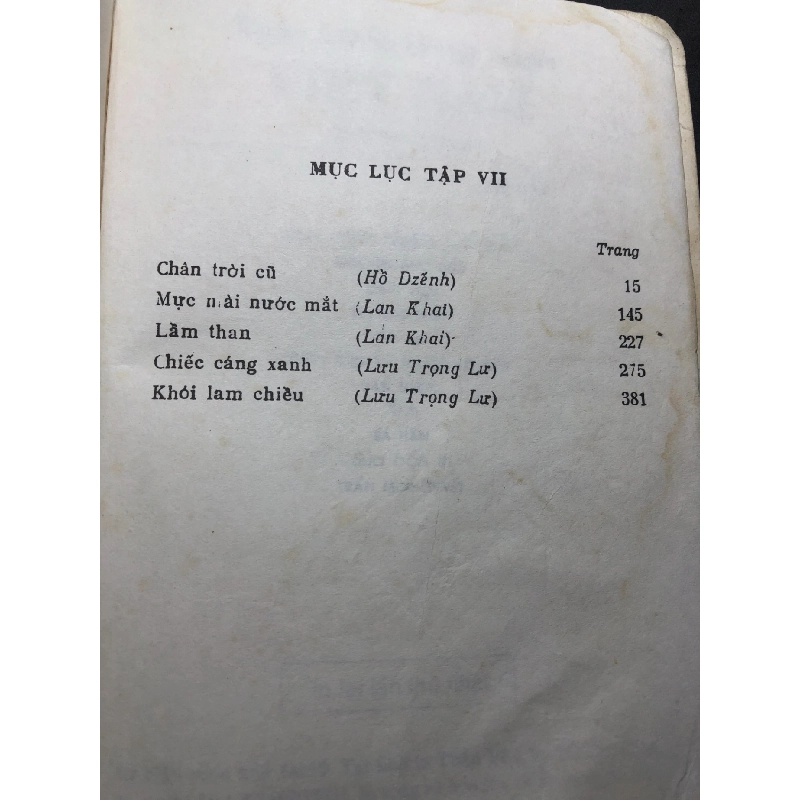 MỤC LỤC TẬP VII
Trang
Chân trời cũ (Hồ Dzếnh) 15
Mực mài nước mắt (Lan Khai) 145
Lầm than (Lan Khai) 227
Chiếc cáng xanh (Lưu Trọng Lư) 275
Khói lam chiều (Lưu Trọng Lư) 381